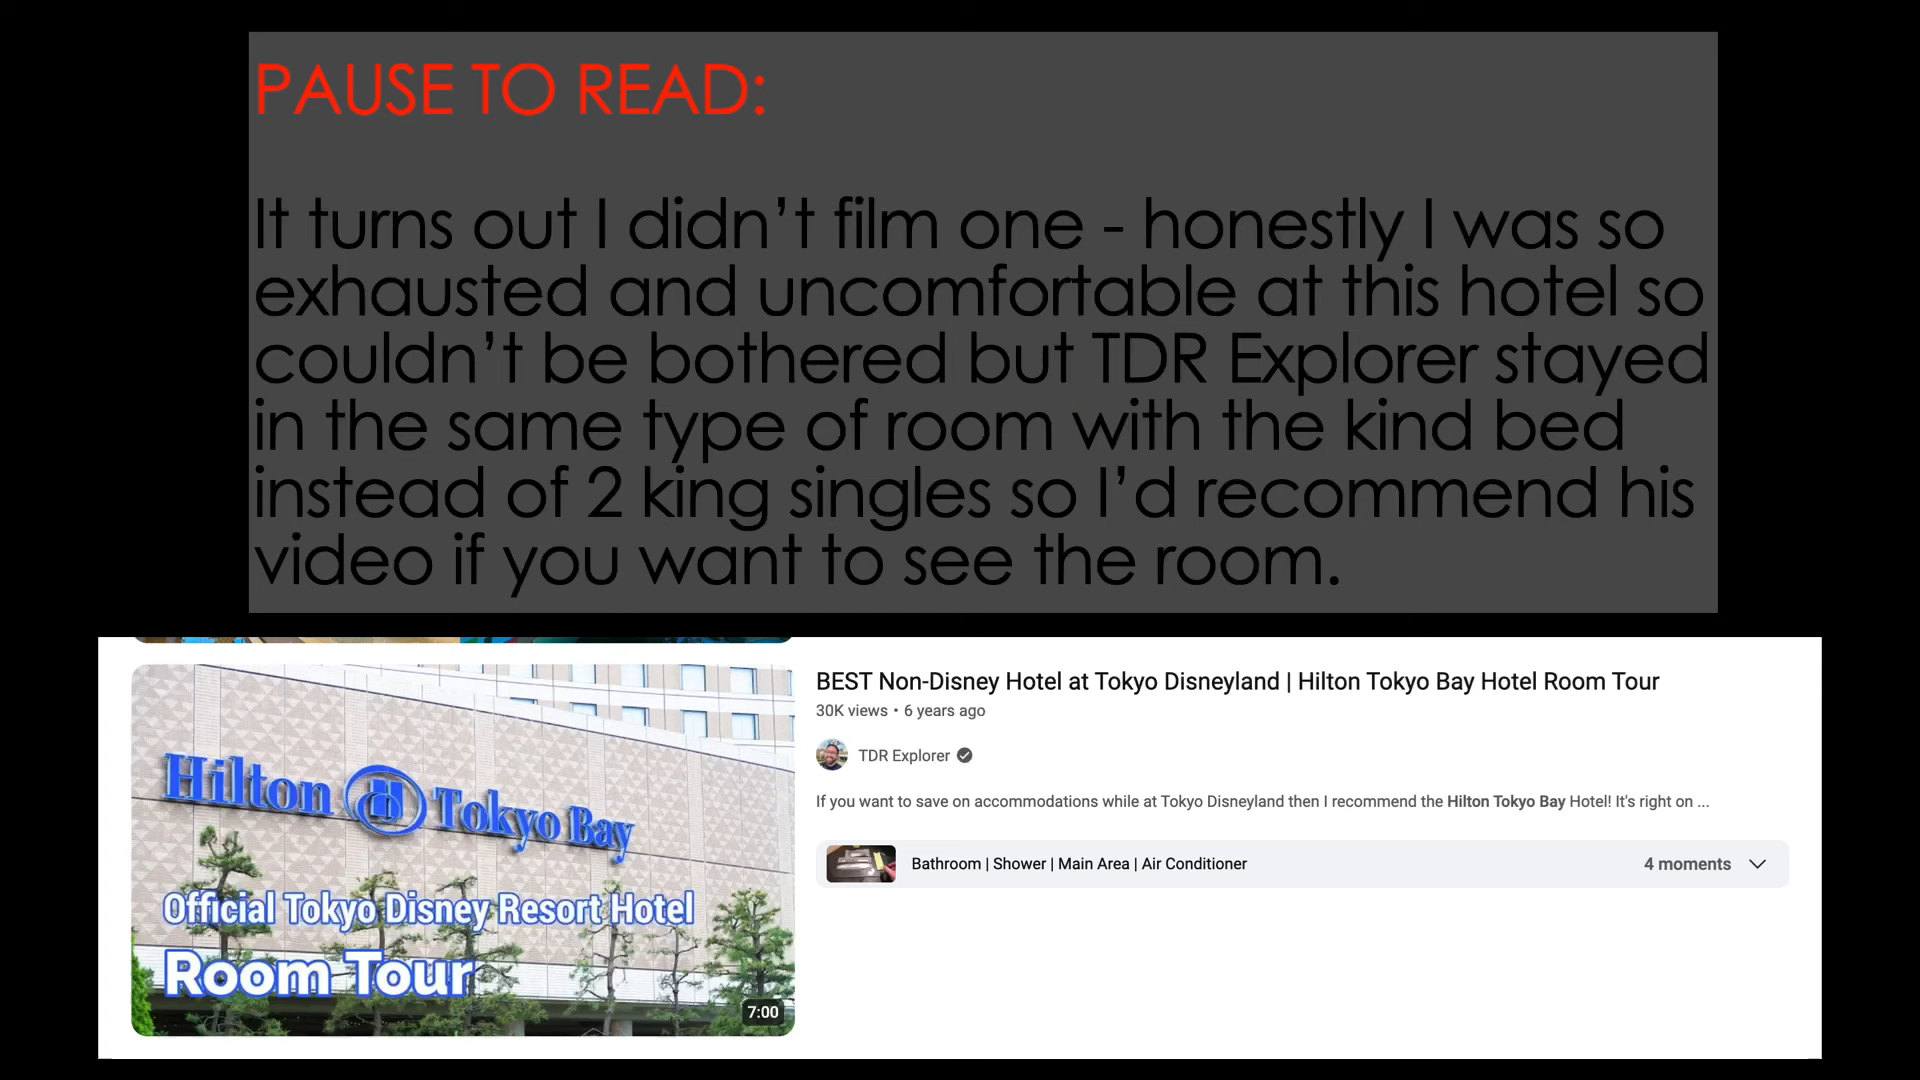 PAUSE TO READ:
It turns out I didn’t film one - honestly I was so
exhausted and uncomfortable at this hotel so
couldn’t be bothered but TDR Explorer stayed
in the same type of room with the kind bed
instead of 2 king singles so I’d recommend his
video if you want to see the room.
Hilton Tokyo Bay
Official Tokyo Disney Resort Hotel
Room Tour
7:00
BEST Non-Disney Hotel at Tokyo Disneyland | Hilton Tokyo Bay Hotel Room Tour
30K views • 6 years ago
TDR Explorer
If you want to save on accommodations while at Tokyo Disneyland then I recommend the Hilton Tokyo Bay Hotel! It's right on ...
Bathroom | Shower | Main Area | Air Conditioner
4 moments